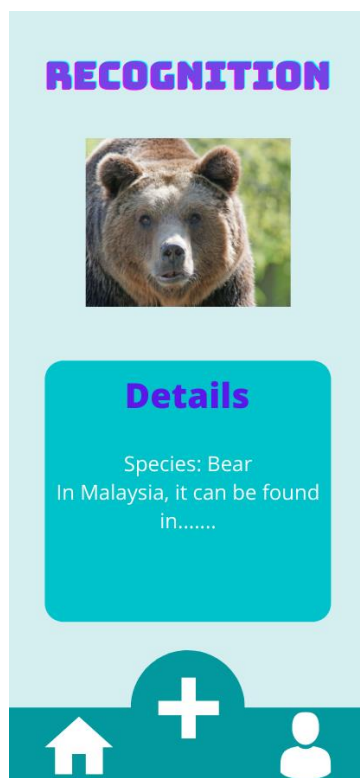 RECOGNITION
Details
Species: Bear
In Malaysia, it can be found
in.......